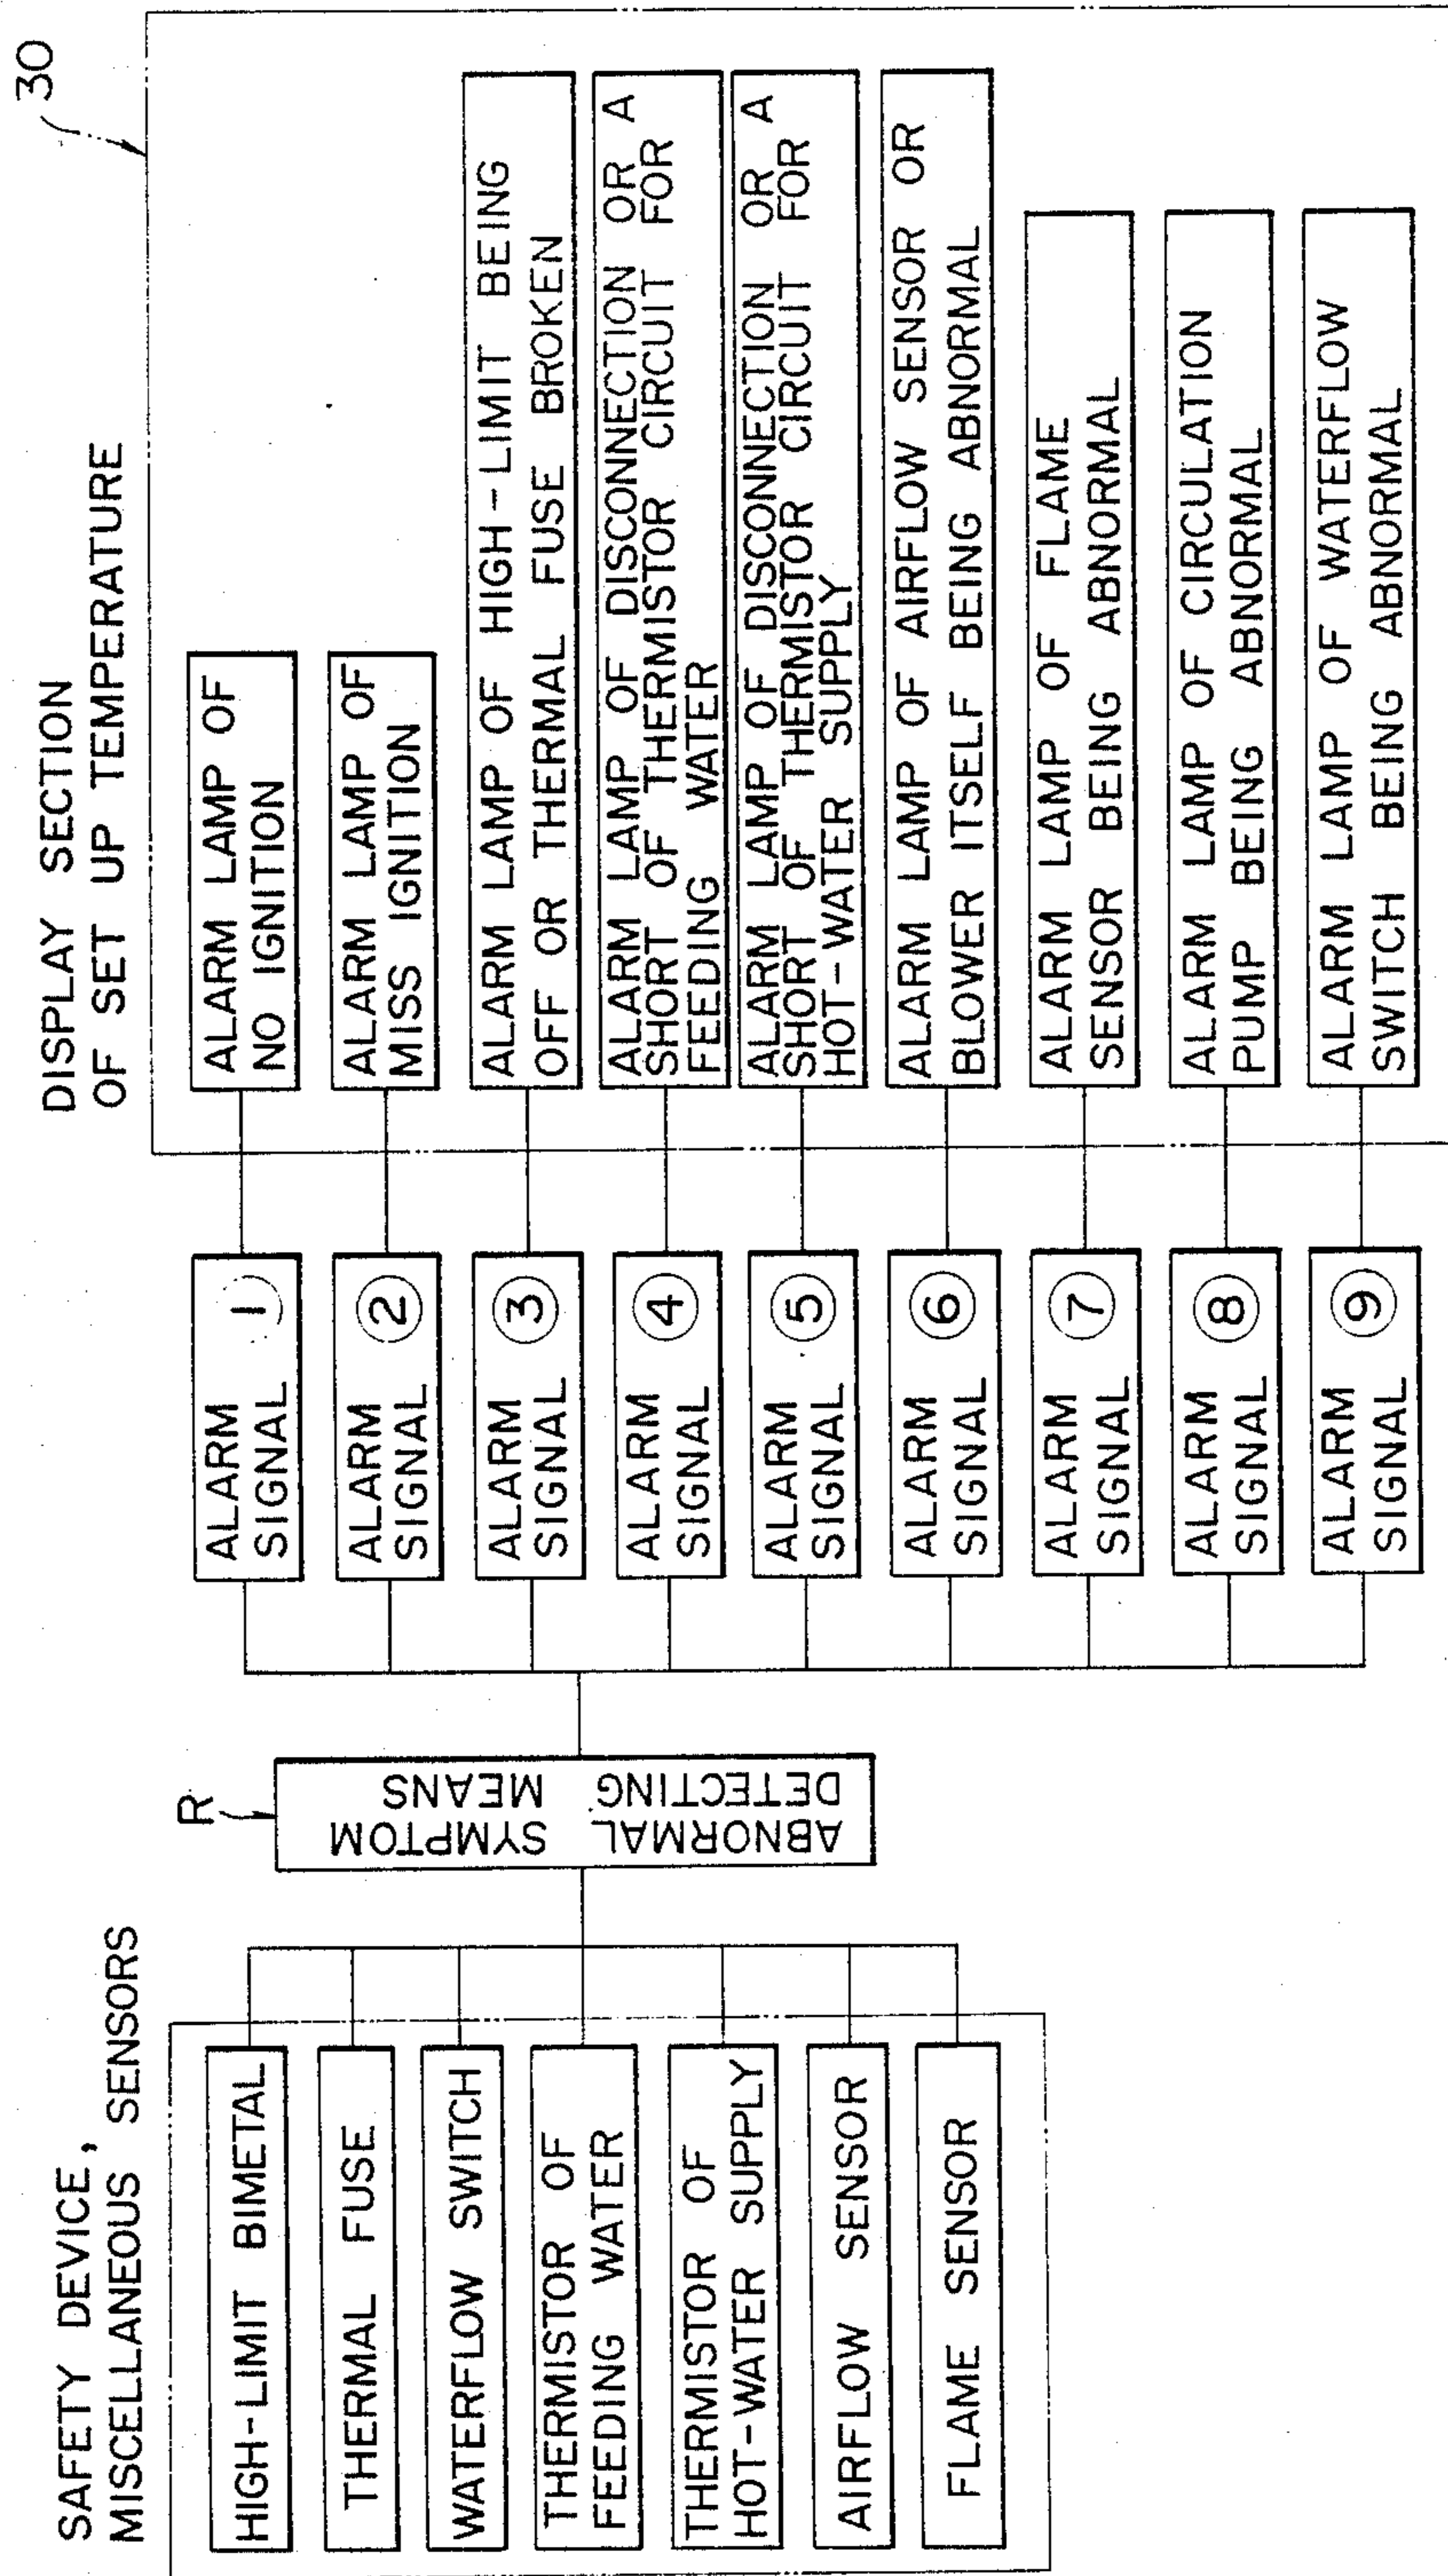 SAFETY DEVICE,
MISCELLANEOUS SENSORS
HIGH-LIMIT BIMETAL
THERMAL FUSE
WATERFLOW SWITCH
THERMISTOR OF
FEEDING WATER
THERMISTOR OF
HOT-WATER SUPPLY
AIRFLOW SENSOR
FLAME SENSOR
R
ABNORMAL SYMPTOM
DETECTING MEANS
ALARM
SIGNAL ①
ALARM
SIGNAL ②
ALARM
SIGNAL ③
ALARM
SIGNAL ④
ALARM
SIGNAL ⑤
ALARM
SIGNAL ⑥
ALARM
SIGNAL ⑦
ALARM
SIGNAL ⑧
ALARM
SIGNAL ⑨
DISPLAY SECTION
OF SET UP TEMPERATURE
30
ALARM LAMP OF
NO IGNITION
ALARM LAMP OF
MISS IGNITION
ALARM LAMP OF HIGH-LIMIT BEING
OFF OR THERMAL FUSE BROKEN
ALARM LAMP OF DISCONNECTION OR A
SHORT OF THERMISTOR CIRCUIT FOR
FEEDING WATER
ALARM LAMP OF DISCONNECTION OR A
SHORT OF THERMISTOR CIRCUIT FOR
HOT-WATER SUPPLY
ALARM LAMP OF AIRFLOW SENSOR OR
BLOWER ITSELF BEING ABNORMAL
ALARM LAMP OF FLAME
SENSOR BEING ABNORMAL
ALARM LAMP OF CIRCULATION
PUMP BEING ABNORMAL
ALARM LAMP OF WATERFLOW
SWITCH BEING ABNORMAL